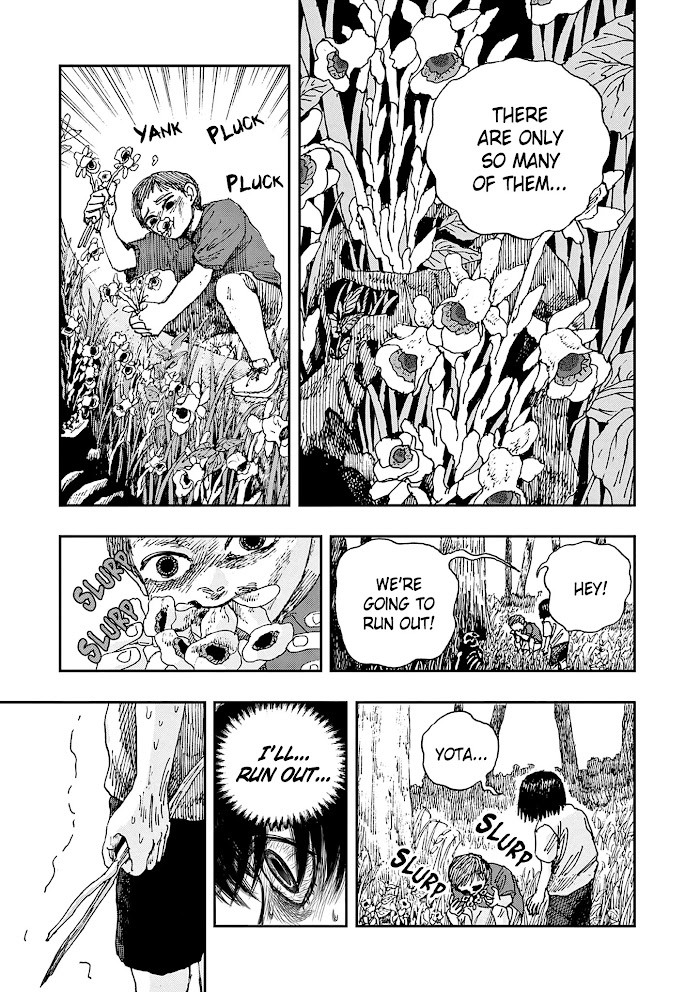 THERE
ARE ONLY
SO MANY
OF THEM...
YANK
PLUCK
PLUCK
HEY!
WE'RE
GOING TO
RUN OUT!
SLURP
SLURP
YOTA...
SLURP
SLURP
I'LL...
RUN OUT...